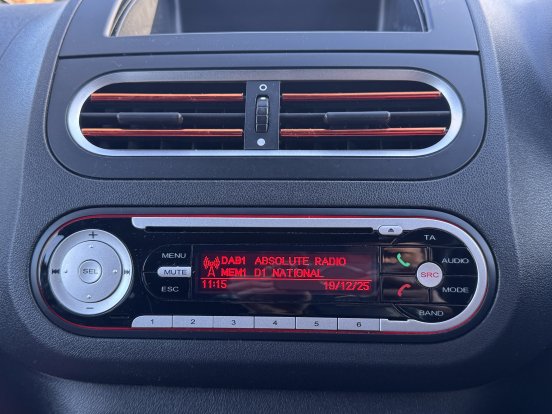 TA
MENU
DAB1 ABSOLUTE RADIO
AUDIO
SEL
MUTE
MEM1 D1 NATIONAL
SRC
ESC
11:15 19/12/25
MODE
BAND
1 2 3 4 5 6